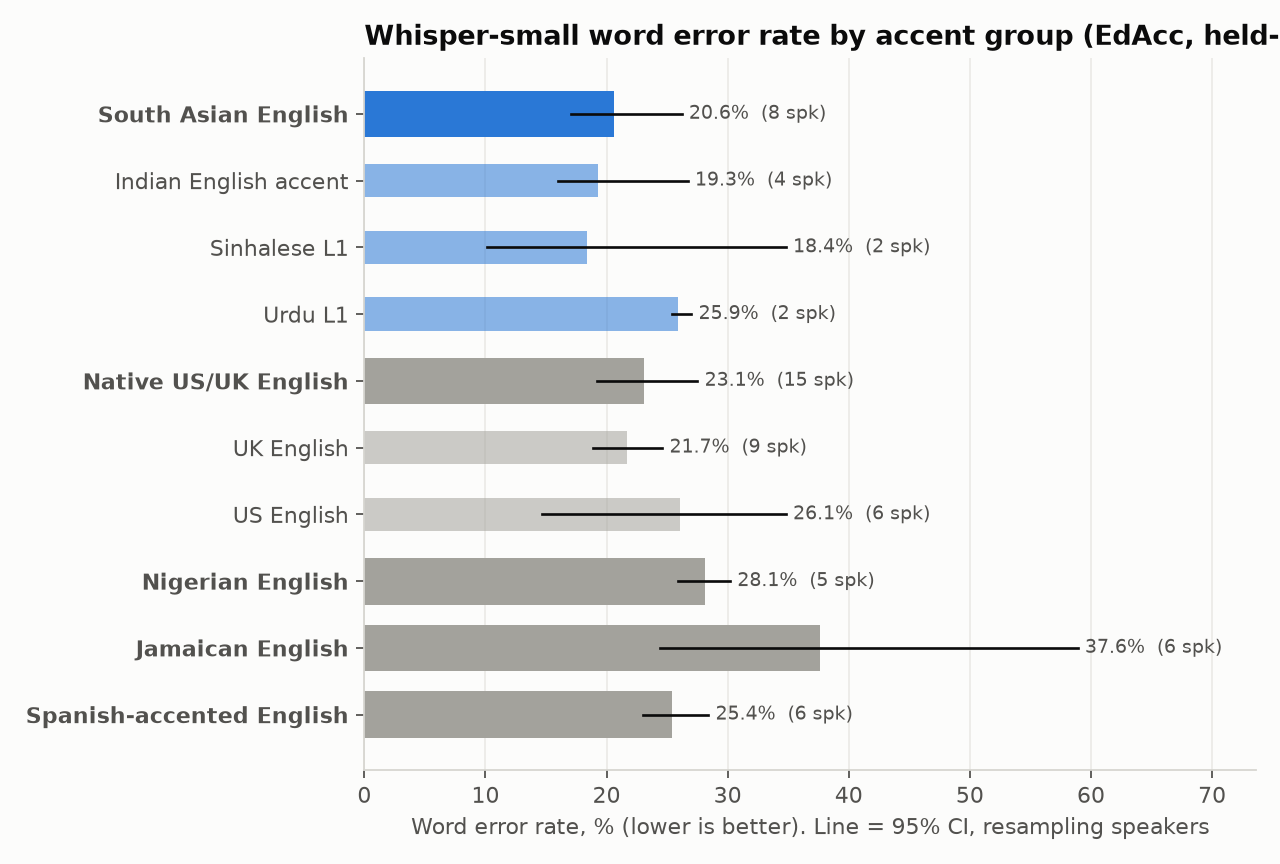 Whisper-small word error rate by accent group (EdAcc, held-
South Asian English 20.6% (8 spk)
Indian English accent 19.3% (4 spk)
Sinhalese L1 18.4% (2 spk)
Urdu L1 25.9% (2 spk)
Native US/UK English 23.1% (15 spk)
UK English 21.7% (9 spk)
US English 26.1% (6 spk)
Nigerian English 28.1% (5 spk)
Jamaican English 37.6% (6 spk)
Spanish-accented English 25.4% (6 spk)
0 10 20 30 40 50 60 70
Word error rate, % (lower is better). Line = 95% CI, resampling speakers